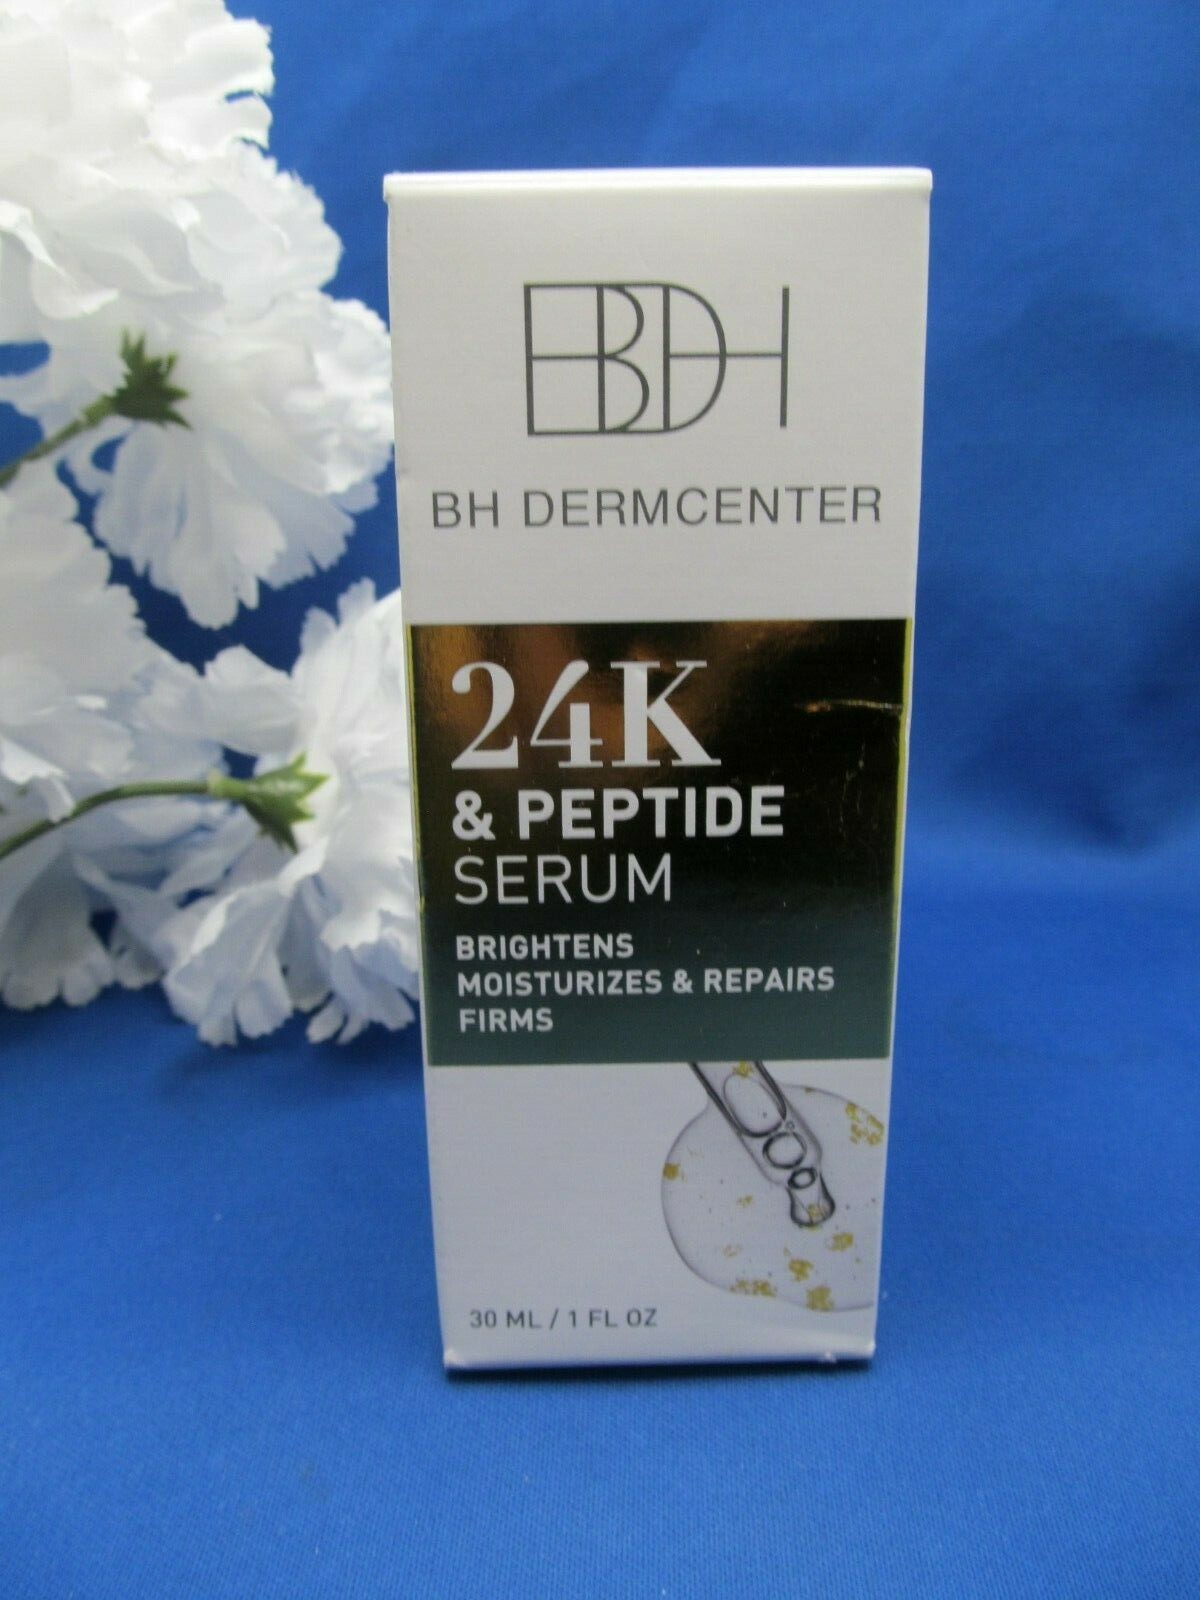 BDH
BH DERMCENTER
24K
& PEPTIDE
SERUM
BRIGHTENS
MOISTURIZES & REPAIRS
FIRMS
30 ML / 1 FL OZ